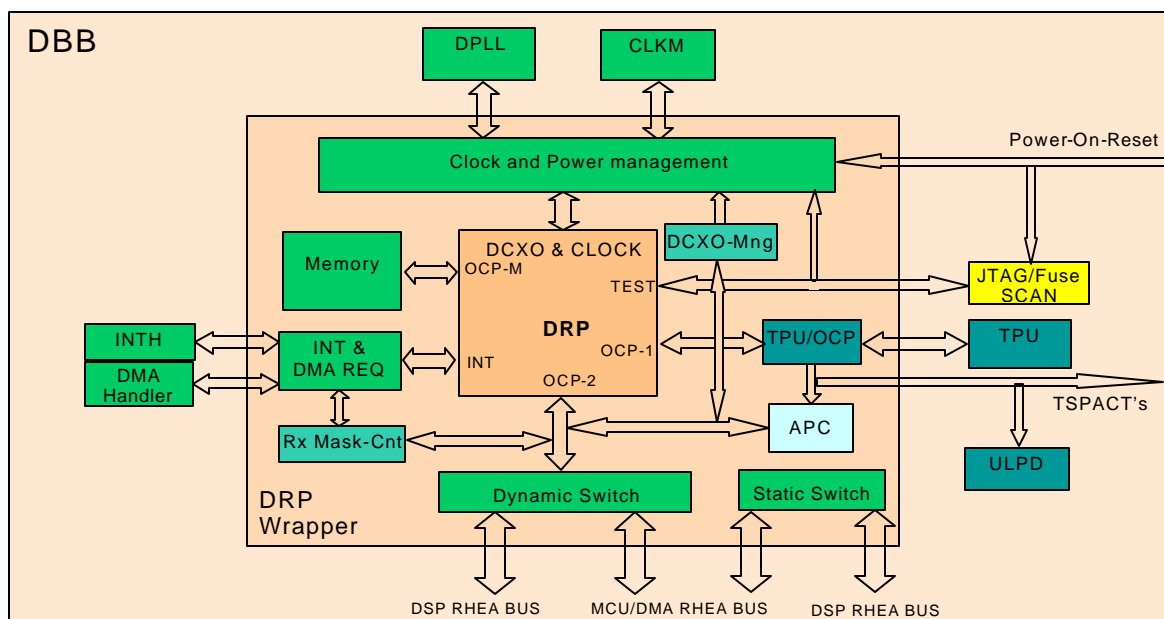 DBB
DPLL
CLKM
Power-On-Reset
Clock and Power management
DCXO-Mng
DCXO & CLOCK
Memory
OCP-M
TEST
JTAG/Fuse
SCAN
DRP
INTH
INT &
DMA REQ
INT
OCP-1
TPU/OCP
TPU
DMA
Handler
OCP-2
TSPACT's
Rx Mask-Cnt
APC
ULPD
Dynamic Switch
Static Switch
DRP
Wrapper
DSP RHEA BUS
MCU/DMA RHEA BUS
DSP RHEA BUS